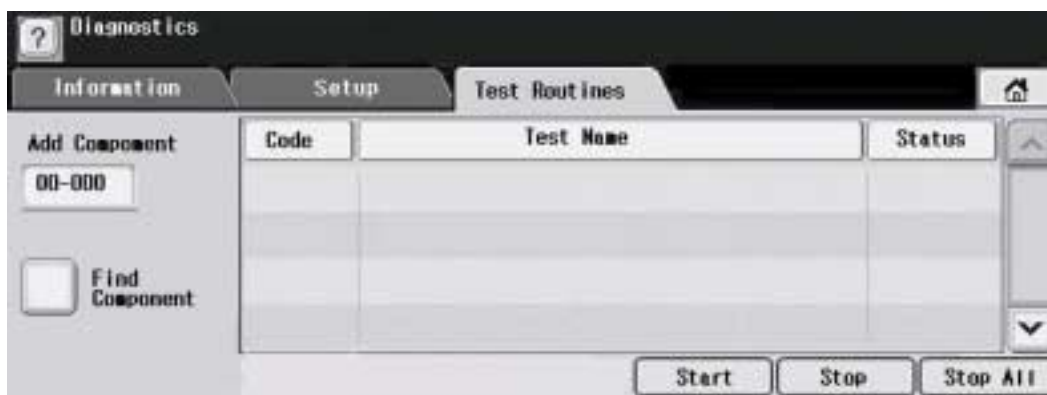 ?
Diagnostics
Information Setup Test Routines
Add Component
00-000
Code Test Name Status
Find
Component
Start Stop Stop All